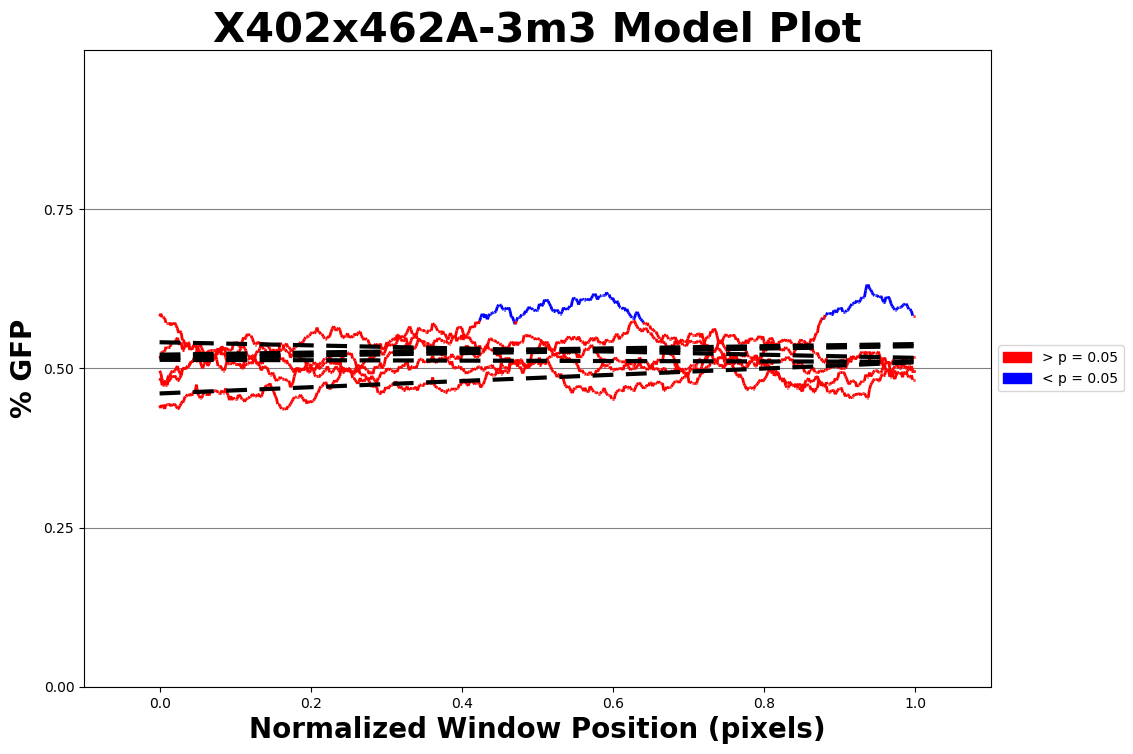 X402x462A-3m3 Model Plot
% GFP
0.75
0.50
0.25
0.00
0.0 0.2 0.4 0.6 0.8 1.0
Normalized Window Position (pixels)
> p = 0.05
< p = 0.05